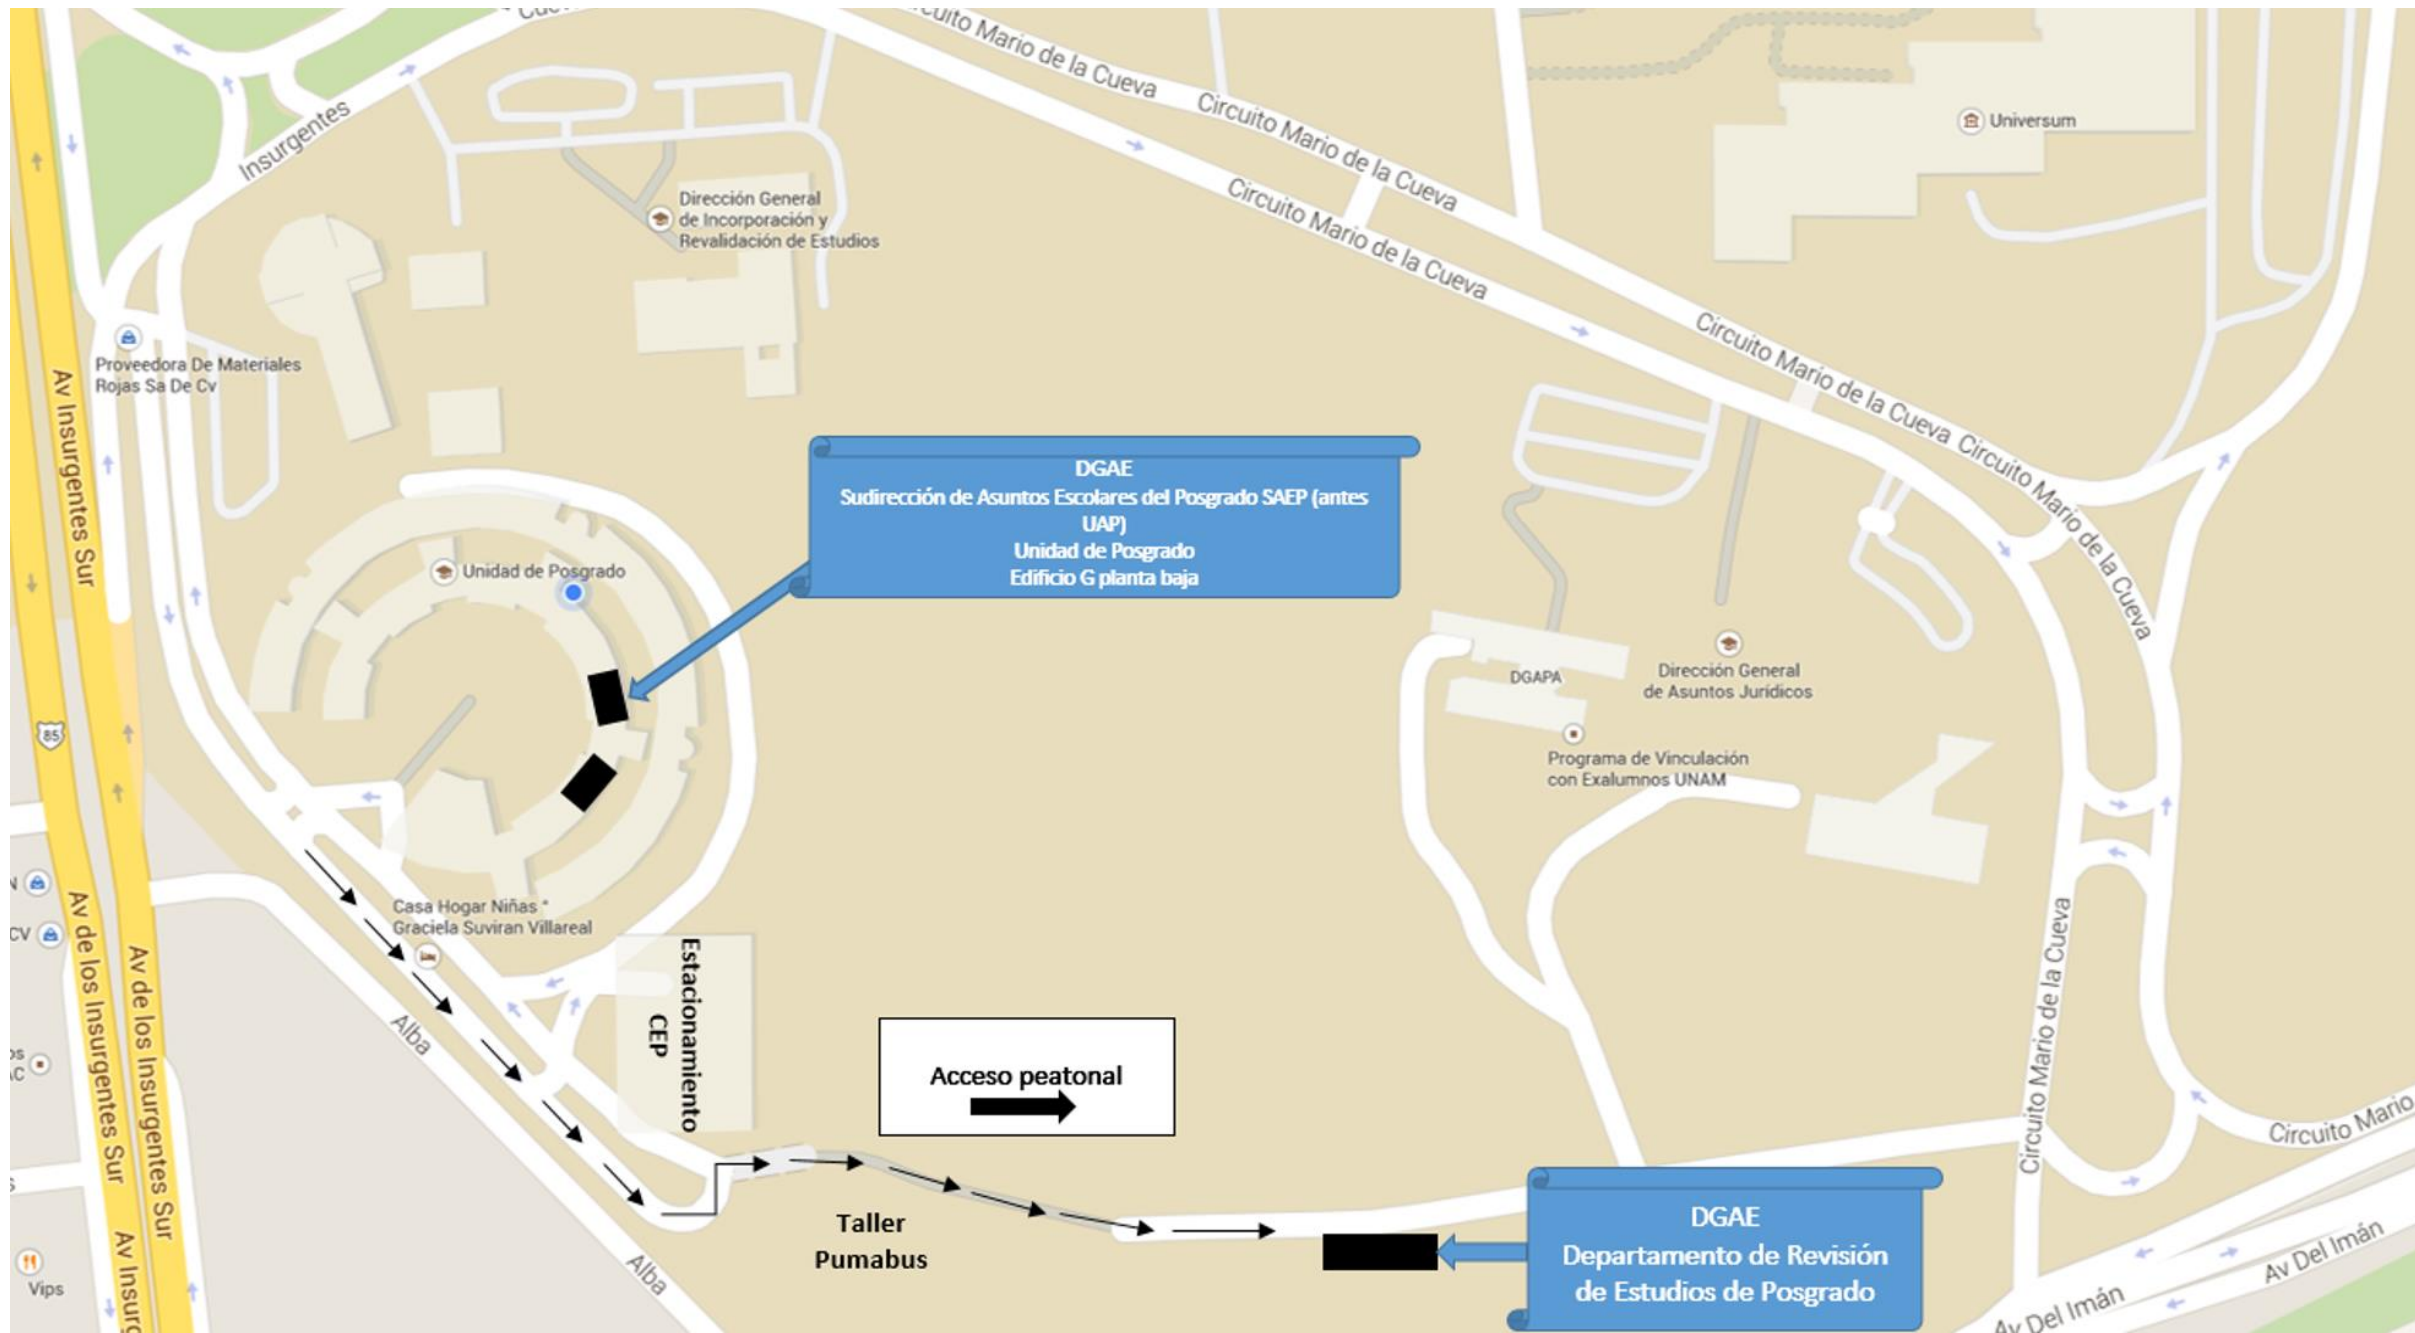 Circuito Mario de la Cueva
Circuito Mario de la Cueva
Insurgentes
Universum
Dirección General
de Incorporación y
Revalidación de Estudios
Circuito Mario de la Cueva
Proveedora De Materiales
Rojas Sa De Cv
Circuito Mario de la Cueva
Av Insurgentes Sur
Circuito Mario de la Cueva
DGAE
Sudirección de Asuntos Escolares del Posgrado SAEP (antes
UAP)
Unidad de Posgrado
Edificio G planta baja
Unidad de Posgrado
DGAPA
Dirección General
de Asuntos Jurídicos
85
Programa de Vinculación
con Exalumnos UNAM
Casa Hogar Niñas "
Graciela Suviran Villareal
CV
Av de los Insurgentes Sur
Av de los Insurgentes Sur
Estacionamiento
CEP
Alba
Acceso peatonal
Circuito Mario de la Cueva
Circuito Mario
Taller
Pumabus
DGAE
Departamento de Revisión
de Estudios de Posgrado
Alba
Vips
Av Insurg
Av Del Imán
Av Del Imán